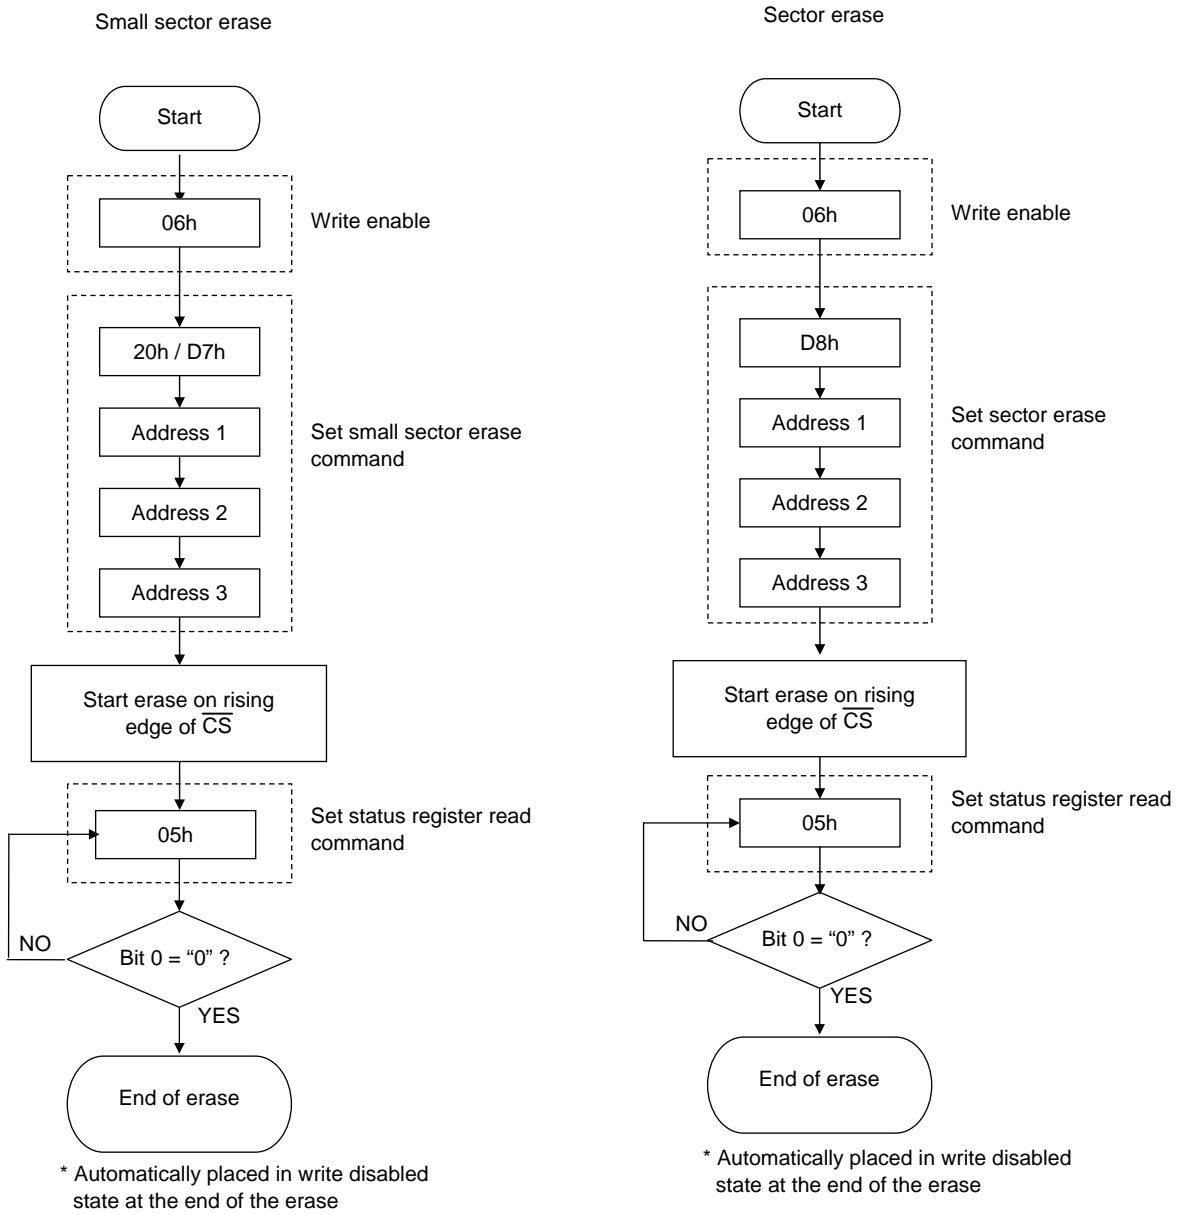 Small sector erase
Start
06h
Write enable
20h / D7h
Address 1
Address 2
Address 3
Set small sector erase
command
Start erase on rising
edge of C̅S̅
05h
Set status register read
command
Bit 0 = “0” ?
NO
YES
End of erase
* Automatically placed in write disabled
state at the end of the erase
Sector erase
Start
06h
Write enable
D8h
Address 1
Address 2
Address 3
Set sector erase
command
Start erase on rising
edge of C̅S̅
05h
Set status register read
command
Bit 0 = “0” ?
NO
YES
End of erase
* Automatically placed in write disabled
state at the end of the erase